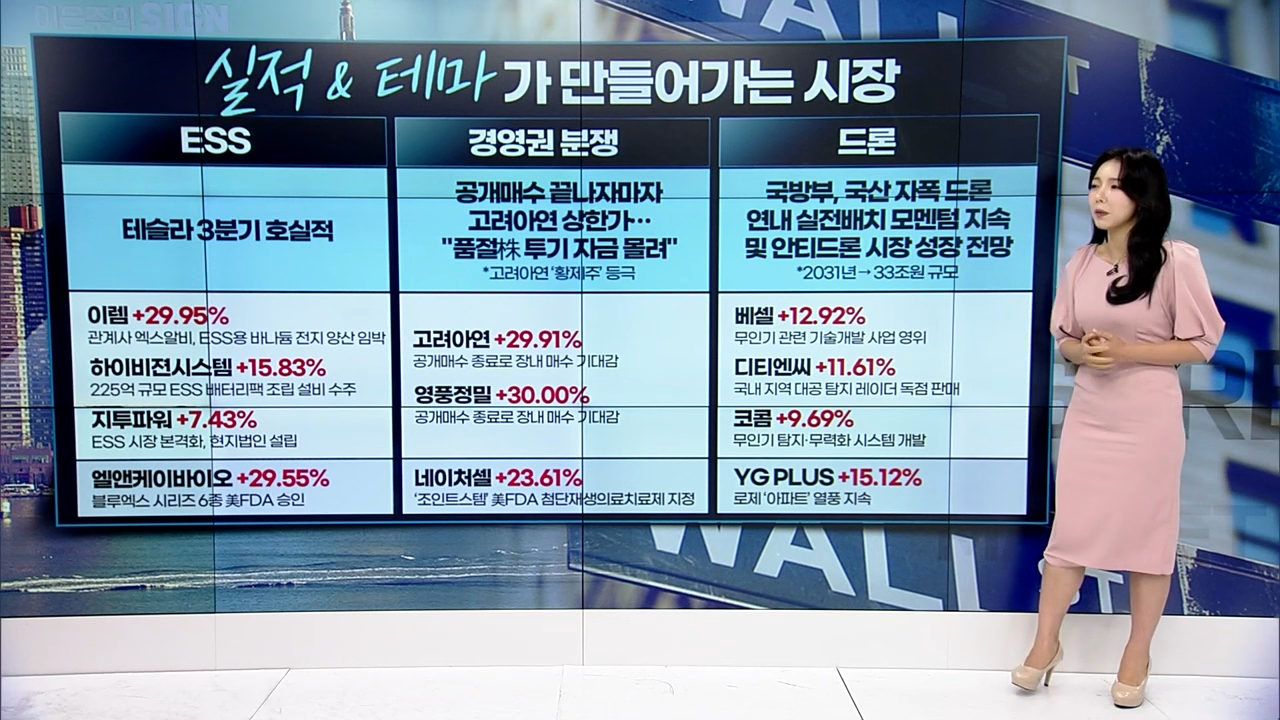 이든주미 SIGN
실적 & 테마가 만들어가는 시장
ESS
테슬라 3분기 호실적
이렘 +29.95%
관계사 엑스알비, ESS용 바나듐 전지 양산 임박
하이비젼시스템 +15.83%
225억 규모 ESS 배터리팩 조립 설비 수주
지투파워 +7.43%
ESS 시장 본격화, 현지법인 설립
엘앤케이바이오 +29.55%
블루엑스 시리즈 6종 美FDA 승인
경영권 분쟁
공개매수 끝나자마자
고려아연 상한가…
"품절株 투기 자금 몰려"
*고려아연 '황제주' 등극
고려아연 +29.91%
공개매수 종료로 장내 매수 기대감
영풍정밀 +30.00%
공개매수 종료로 장내 매수 기대감
네이처셀 +23.61%
'조인트스템' 美FDA 첨단재생의료치료제 지정
드론
국방부, 국산 자폭 드론
연내 실전배치 모멘텀 지속
및 안티드론 시장 성장 전망
*2031년→33조원 규모
베셀 +12.92%
무인기 관련 기술개발 사업 영위
디티앤씨 +11.61%
국내 지역 대공 탐지 레이더 독점 판매
코콤 +9.69%
무인기 탐지·무력화 시스템 개발
YG PLUS +15.12%
로제 '아파트' 열풍 지속
WALL ST
WALL ST